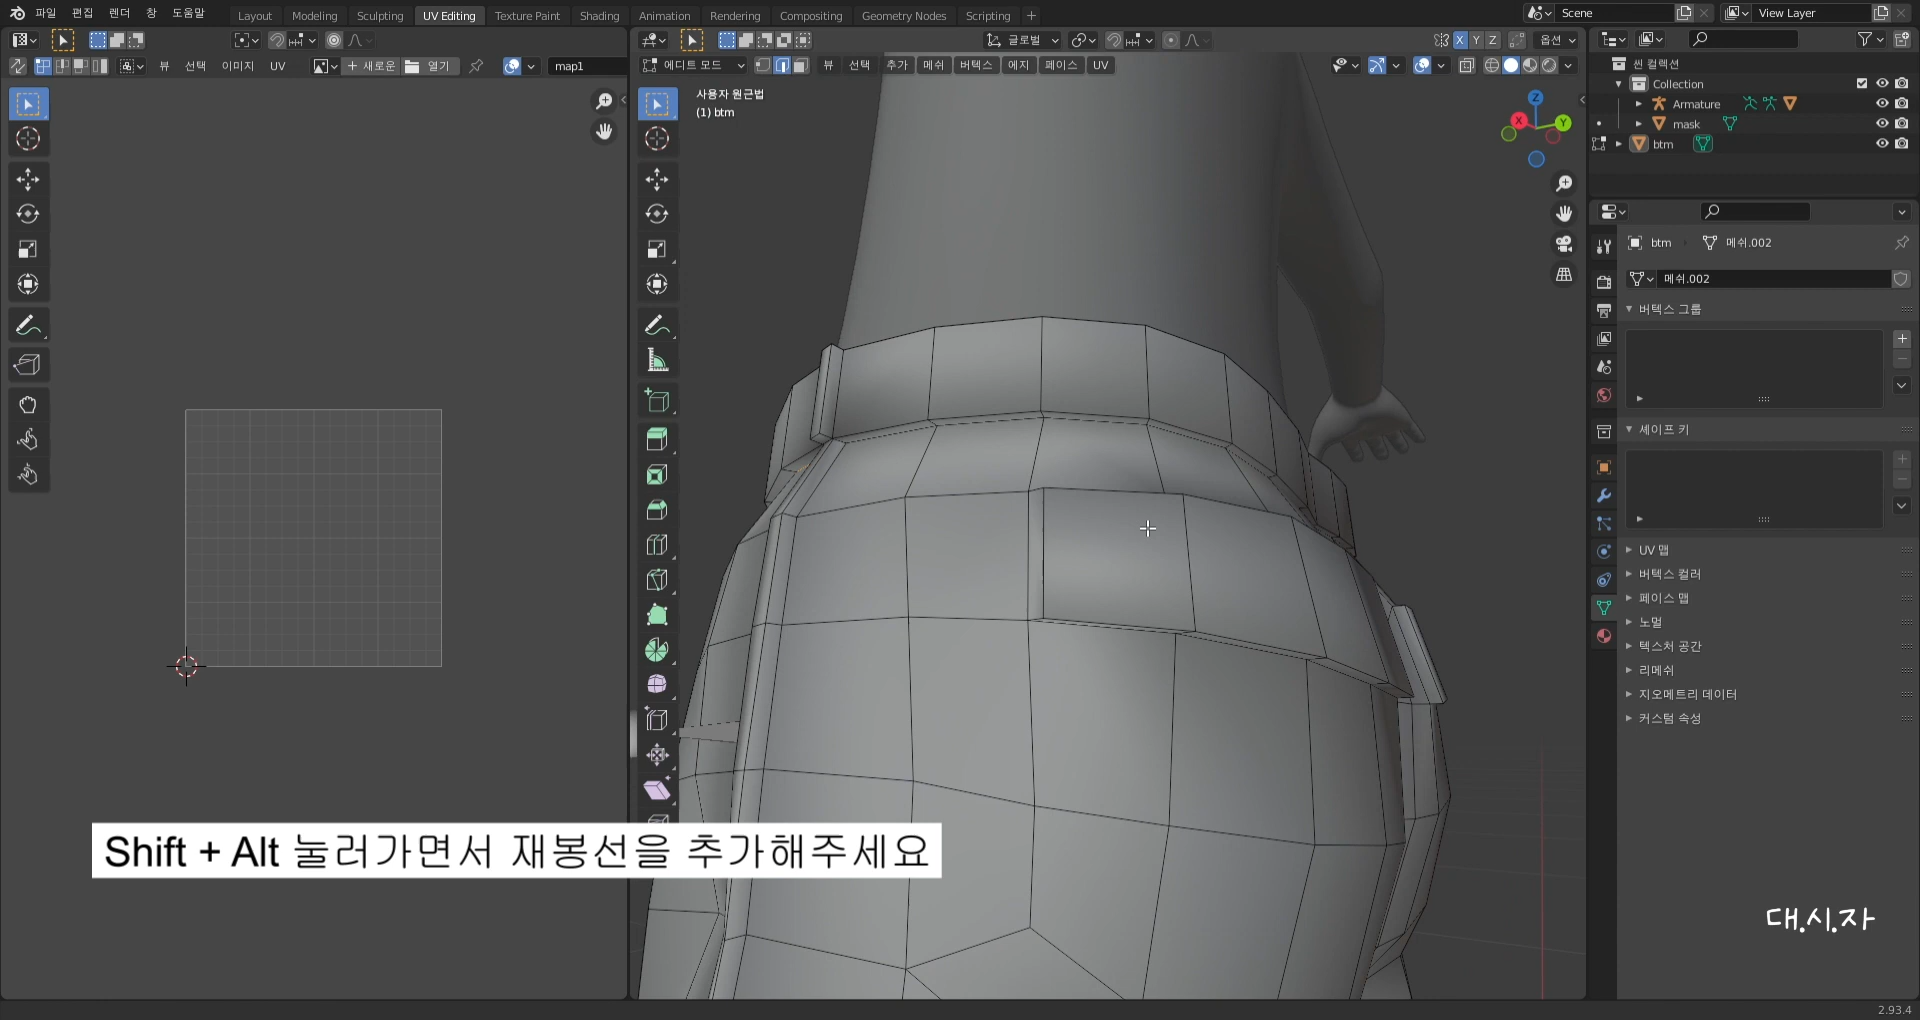 파일 편집 렌더 창 도움말 Layout Modeling Sculpting UV Editing Texture Paint Shading Animation Rendering Compositing Geometry Nodes Scripting + Scene View Layer
글로벌 X Y Z 옵션
뷰 선택 이미지 UV + 새로운 열기 map1
에디트 모드 뷰 선택 추가 메쉬 버텍스 에지 페이스 UV
사용자 원근법
(1) btm
Z
X
Y
씬 컬렉션
Collection
Armature
mask
btm
btm 메쉬.002
메쉬.002
버텍스 그룹
셰이프 키
UV 맵
버텍스 컬러
페이스 맵
노멀
텍스처 공간
리메쉬
지오메트리 데이터
커스텀 속성
Shift + Alt 눌러가면서 재봉선을 추가해주세요
대.시.자
2.93.4